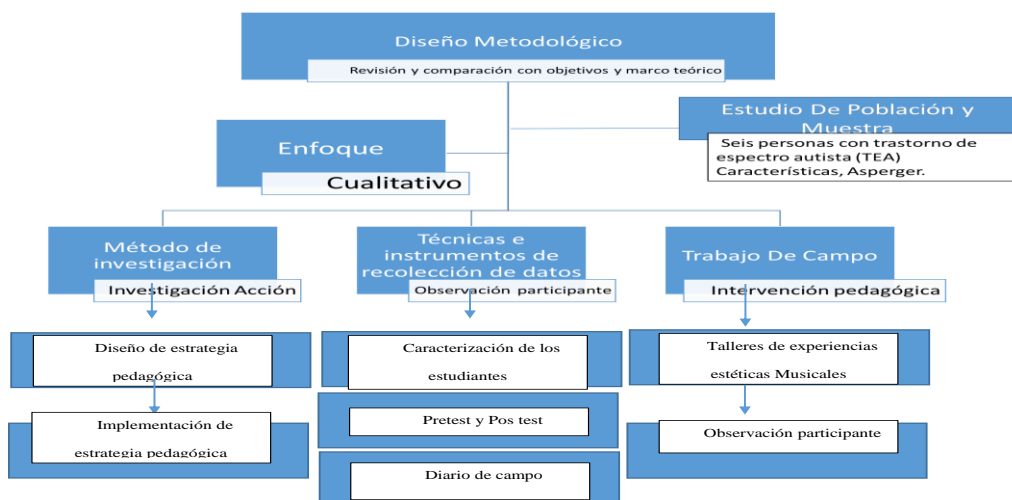 Diseño Metodológico
Revisión y comparación con objetivos y marco teórico
Estudio De Población y
Muestra
Seis personas con trastorno de
espectro autista (TEA)
Características, Asperger.
Enfoque
Cualitativo
Método de
investigación
Investigación Acción
Técnicas e
instrumentos de
recolección de datos
Observación participante
Trabajo De Campo
Intervención pedagógica
Diseño de estrategia
pedagógica
Implementación de
estrategia pedagógica
Caracterización de los
estudiantes
Pretest y Pos test
Diario de campo
Talleres de experiencias
estéticas Musicales
Observación participante